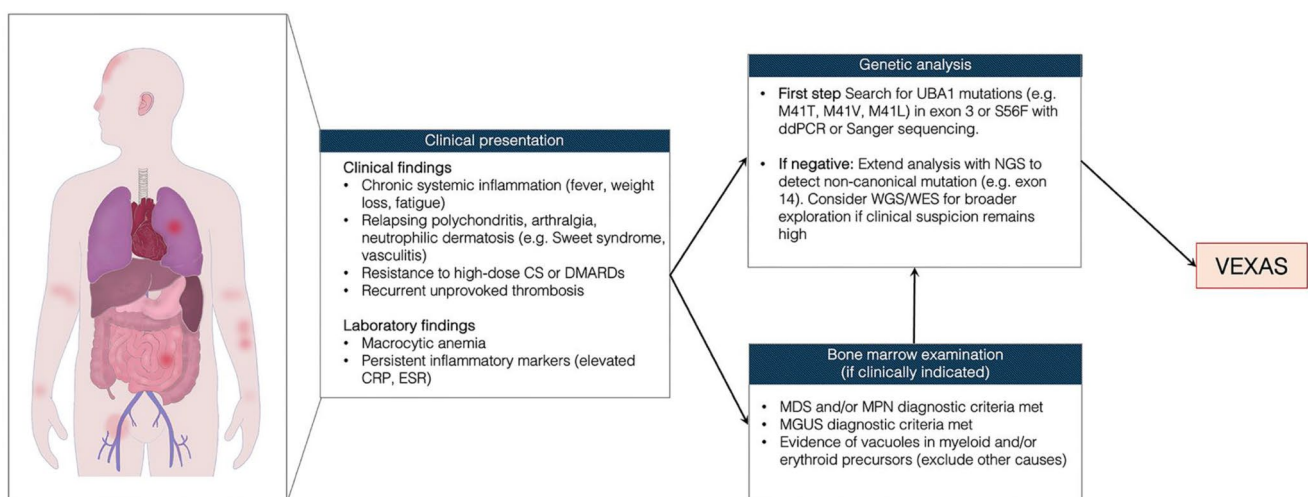 Clinical presentation
Clinical findings
• Chronic systemic inflammation (fever, weight
loss, fatigue)
• Relapsing polychondritis, arthralgia,
neutrophilic dermatosis (e.g. Sweet syndrome,
vasculitis)
• Resistance to high-dose CS or DMARDs
• Recurrent unprovoked thrombosis
Laboratory findings
• Macrocytic anemia
• Persistent inflammatory markers (elevated
CRP, ESR)
Genetic analysis
• First step Search for UBA1 mutations (e.g.
M41T, M41V, M41L) in exon 3 or S56F with
ddPCR or Sanger sequencing.
• If negative: Extend analysis with NGS to
detect non-canonical mutation (e.g. exon
14). Consider WGS/WES for broader
exploration if clinical suspicion remains
high
Bone marrow examination
(if clinically indicated)
• MDS and/or MPN diagnostic criteria met
• MGUS diagnostic criteria met
• Evidence of vacuoles in myeloid and/or
erythroid precursors (exclude other causes)
VEXAS